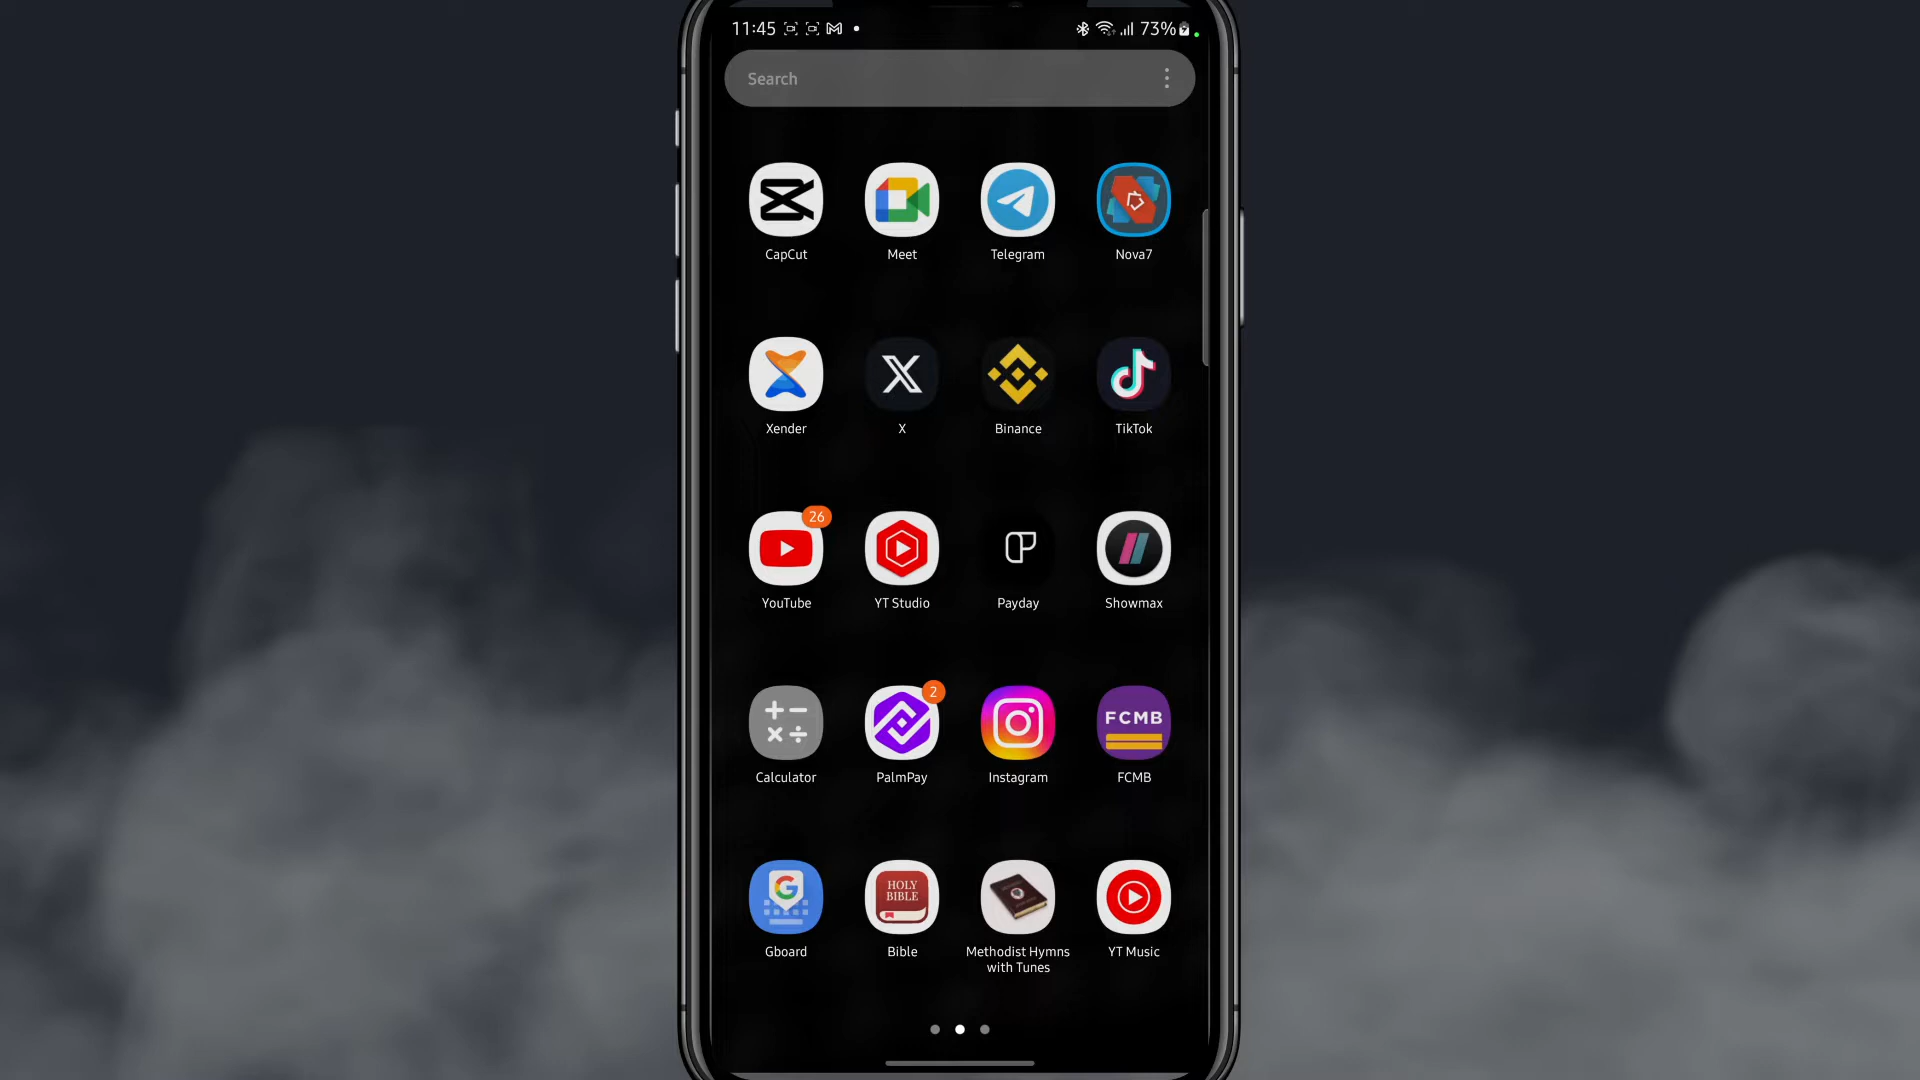 11:45 73%
Search
CapCut Meet Telegram Nova7
Xender X Binance TikTok
26
YouTube YT Studio Payday Showmax
2
FCMB
Calculator PalmPay Instagram FCMB
HOLY
BIBLE
Gboard Bible Methodist Hymns YT Music
with Tunes